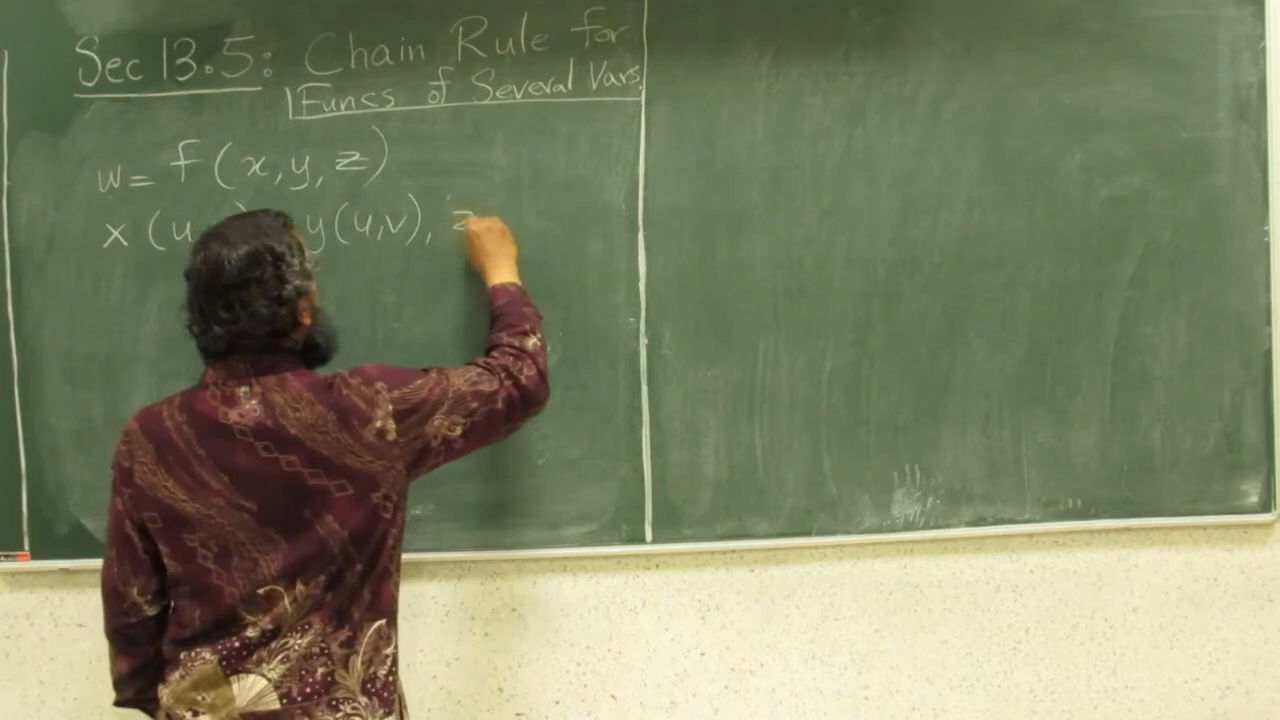 Sec 13.5: Chain Rule for
Funcs of Several Vars.
w = f(x, y, z)
x(u ) y(u,v), z